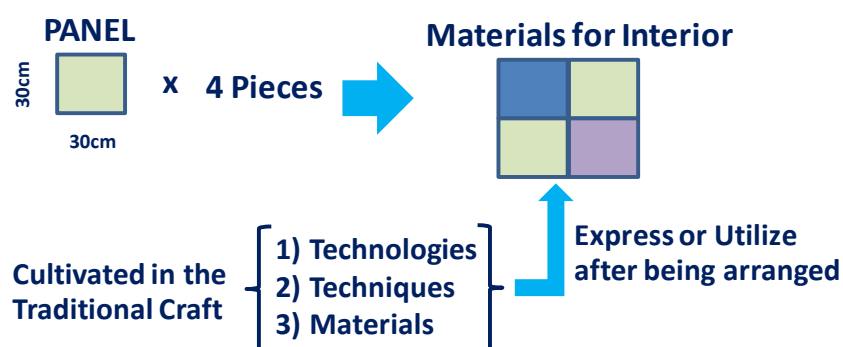 PANEL
30cm
30cm
x 4 Pieces
Materials for Interior
Cultivated in the
Traditional Craft
1) Technologies
2) Techniques
3) Materials
Express or Utilize
after being arranged